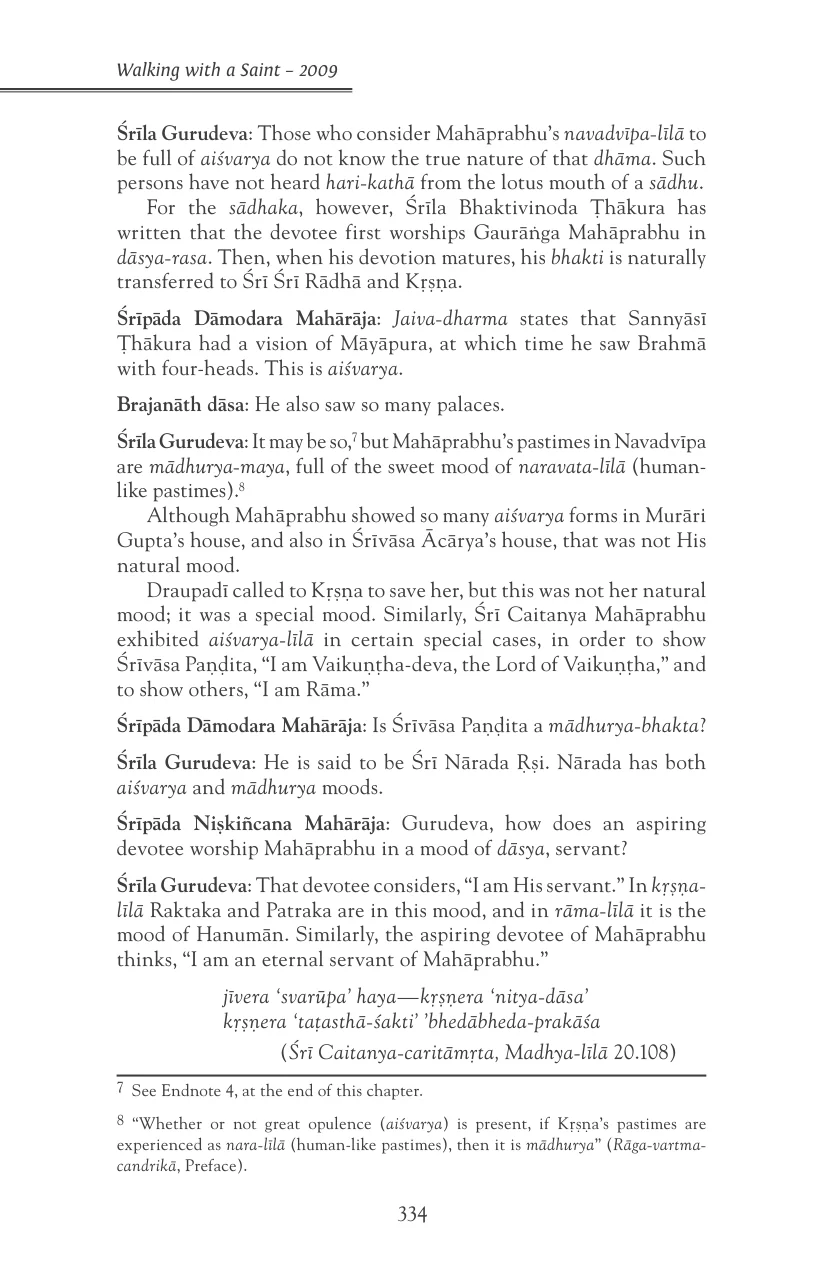 Walking with a Saint – 2009
Śrīla Gurudeva: Those who consider Mahāprabhu’s navadvīpa-līlā to
be full of aiśvarya do not know the true nature of that dhāma. Such
persons have not heard hari-kathā from the lotus mouth of a sādhu.
For the sādhaka, however, Śrīla Bhaktivinoda Ṭhākura has
written that the devotee first worships Gaurāṅga Mahāprabhu in
dāsya-rasa. Then, when his devotion matures, his bhakti is naturally
transferred to Śrī Śrī Rādhā and Kṛṣṇa.
Śrīpāda Dāmodara Mahārāja: Jaiva-dharma states that Sannyāsī
Ṭhākura had a vision of Māyāpura, at which time he saw Brahmā
with four-heads. This is aiśvarya.
Brajanāth dāsa: He also saw so many palaces.
Śrīla Gurudeva: It may be so,7 but Mahāprabhu’s pastimes in Navadvīpa
are mādhurya-maya, full of the sweet mood of naravata-līlā (human-
like pastimes).8
Although Mahāprabhu showed so many aiśvarya forms in Murāri
Gupta’s house, and also in Śrīvāsa Ācārya’s house, that was not His
natural mood.
Draupadī called to Kṛṣṇa to save her, but this was not her natural
mood; it was a special mood. Similarly, Śrī Caitanya Mahāprabhu
exhibited aiśvarya-līlā in certain special cases, in order to show
Śrīvāsa Paṇḍita, “I am Vaikuṇṭha-deva, the Lord of Vaikuṇṭha,” and
to show others, “I am Rāma.”
Śrīpāda Dāmodara Mahārāja: Is Śrīvāsa Paṇḍita a mādhurya-bhakta?
Śrīla Gurudeva: He is said to be Śrī Nārada Ṛṣi. Nārada has both
aiśvarya and mādhurya moods.
Śrīpāda Niṣkiñcana Mahārāja: Gurudeva, how does an aspiring
devotee worship Mahāprabhu in a mood of dāsya, servant?
Śrīla Gurudeva: That devotee considers, “I am His servant.” In kṛṣṇa-
līlā Raktaka and Patraka are in this mood, and in rāma-līlā it is the
mood of Hanumān. Similarly, the aspiring devotee of Mahāprabhu
thinks, “I am an eternal servant of Mahāprabhu.”
jīvera ‘svarūpa’ haya—kṛṣṇera ‘nitya-dāsa’
kṛṣṇera ‘taṭasthā-śakti’ ’bhedābheda-prakāśa
(Śrī Caitanya-caritāmṛta, Madhya-līlā 20.108)
7 See Endnote 4, at the end of this chapter.
8 “Whether or not great opulence (aiśvarya) is present, if Kṛṣṇa’s pastimes are
experienced as nara-līlā (human-like pastimes), then it is mādhurya” (Rāga-vartma-
candrikā, Preface).
334